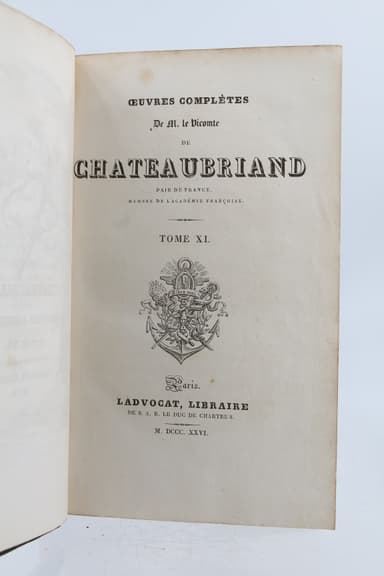 ŒUVRES COMPLÈTES
De M. le Vicomte
DE
CHATEAUBRIAND
PAIR DE FRANCE,
MEMBRE DE L'ACADÉMIE FRANÇOISE.
TOME XI.
Paris.
LADVOCAT, LIBRAIRE
DE S. A. R. LE DUC DE CHARTRES.
M. DCCC. XXVI.